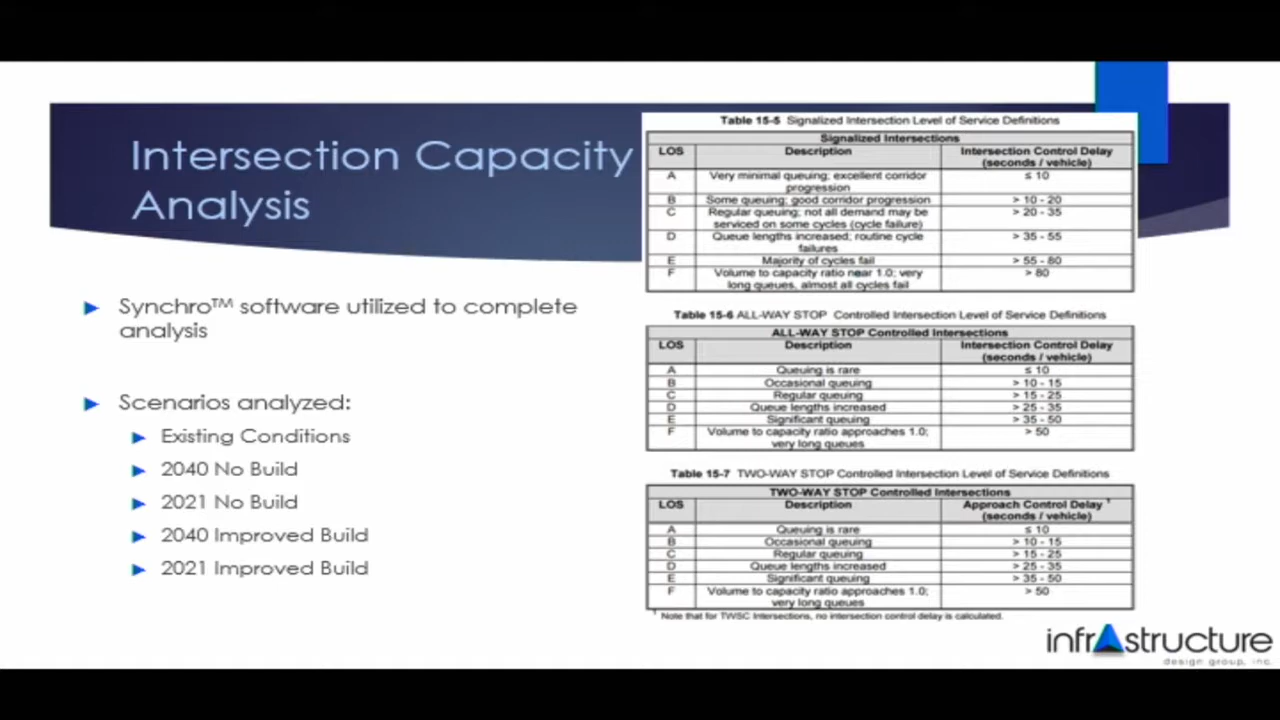 Intersection Capacity
Analysis
Synchro™ software utilized to complete
analysis
Scenarios analyzed:
Existing Conditions
2040 No Build
2021 No Build
2040 Improved Build
2021 Improved Build
Table 15-5 Signalized Intersection Level of Service Definitions
Signalized Intersections
LOS Description Intersection Control Delay
(seconds / vehicle)
A Very minimal queuing; excellent corridor ≤ 10
progression
B Some queuing; good corridor progression > 10 - 20
C Regular queuing; not all demand may be > 20 - 35
serviced on some cycles (cycle failure)
D Queue lengths increased; routine cycle > 35 - 55
failures
E Majority of cycles fail > 55 - 80
F Volume to capacity ratio near 1.0; very > 80
long queues, almost all cycles fail
Table 15-6 ALL-WAY STOP Controlled Intersection Level of Service Definitions
ALL-WAY STOP Controlled Intersections
LOS Description Intersection Control Delay
(seconds / vehicle)
A Queuing is rare ≤ 10
B Occasional queuing > 10 - 15
C Regular queuing > 15 - 25
D Queue lengths increased > 25 - 35
E Significant queuing > 35 - 50
F Volume to capacity ratio approaches 1.0; > 50
very long queues
Table 15-7 TWO-WAY STOP Controlled Intersection Level of Service Definitions
TWO-WAY STOP Controlled Intersections
LOS Description Approach Control Delay ¹
(seconds / vehicle)
A Queuing is rare ≤ 10
B Occasional queuing > 10 - 15
C Regular queuing > 15 - 25
D Queue lengths increased > 25 - 35
E Significant queuing > 35 - 50
F Volume to capacity ratio approaches 1.0; > 50
very long queues
¹ Note that for TWSC Intersections, no intersection control delay is calculated.
infrAstructure
design group, inc.